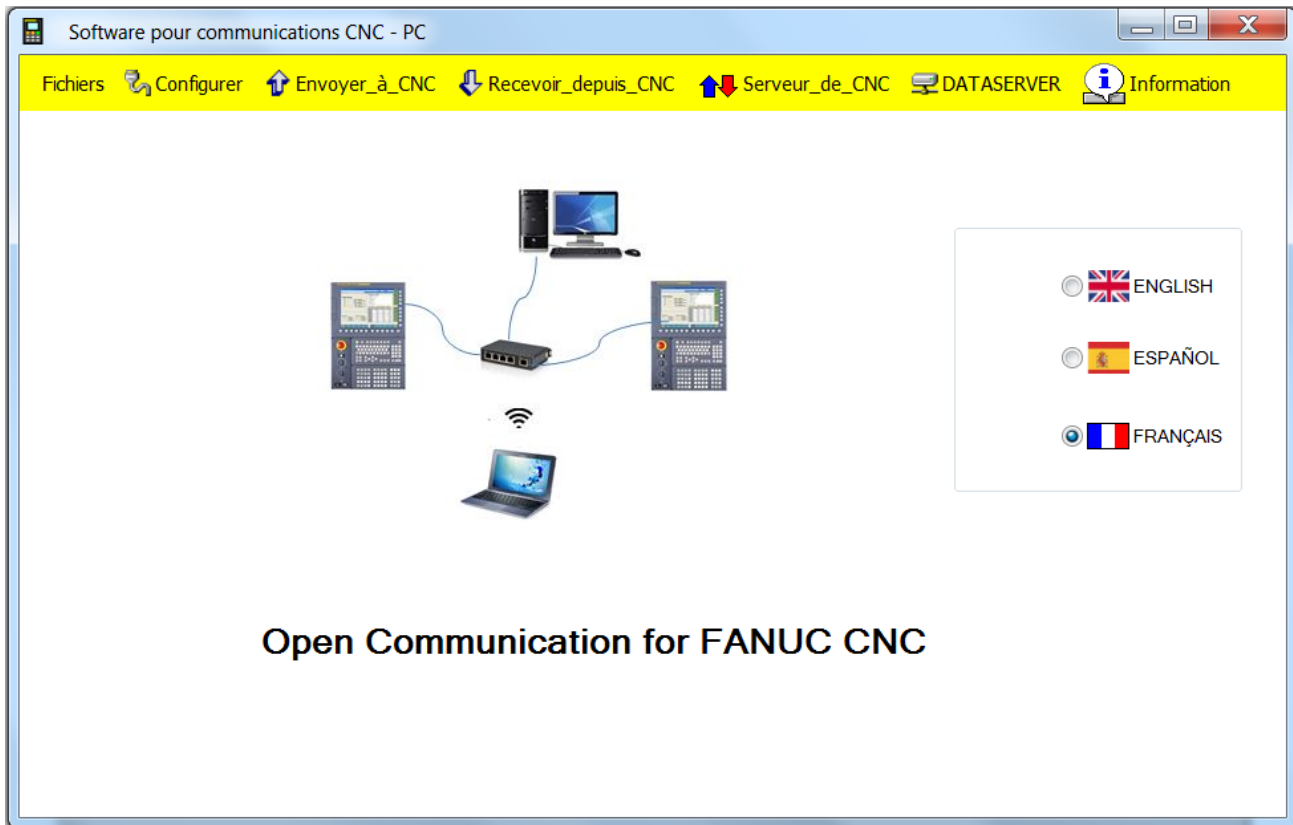 Software pour communications CNC - PC
Fichiers Configurer Envoyer_à_CNC Recevoir_depuis_CNC Serveur_de_CNC DATASERVER Information
ENGLISH
ESPAÑOL
FRANÇAIS
Open Communication for FANUC CNC